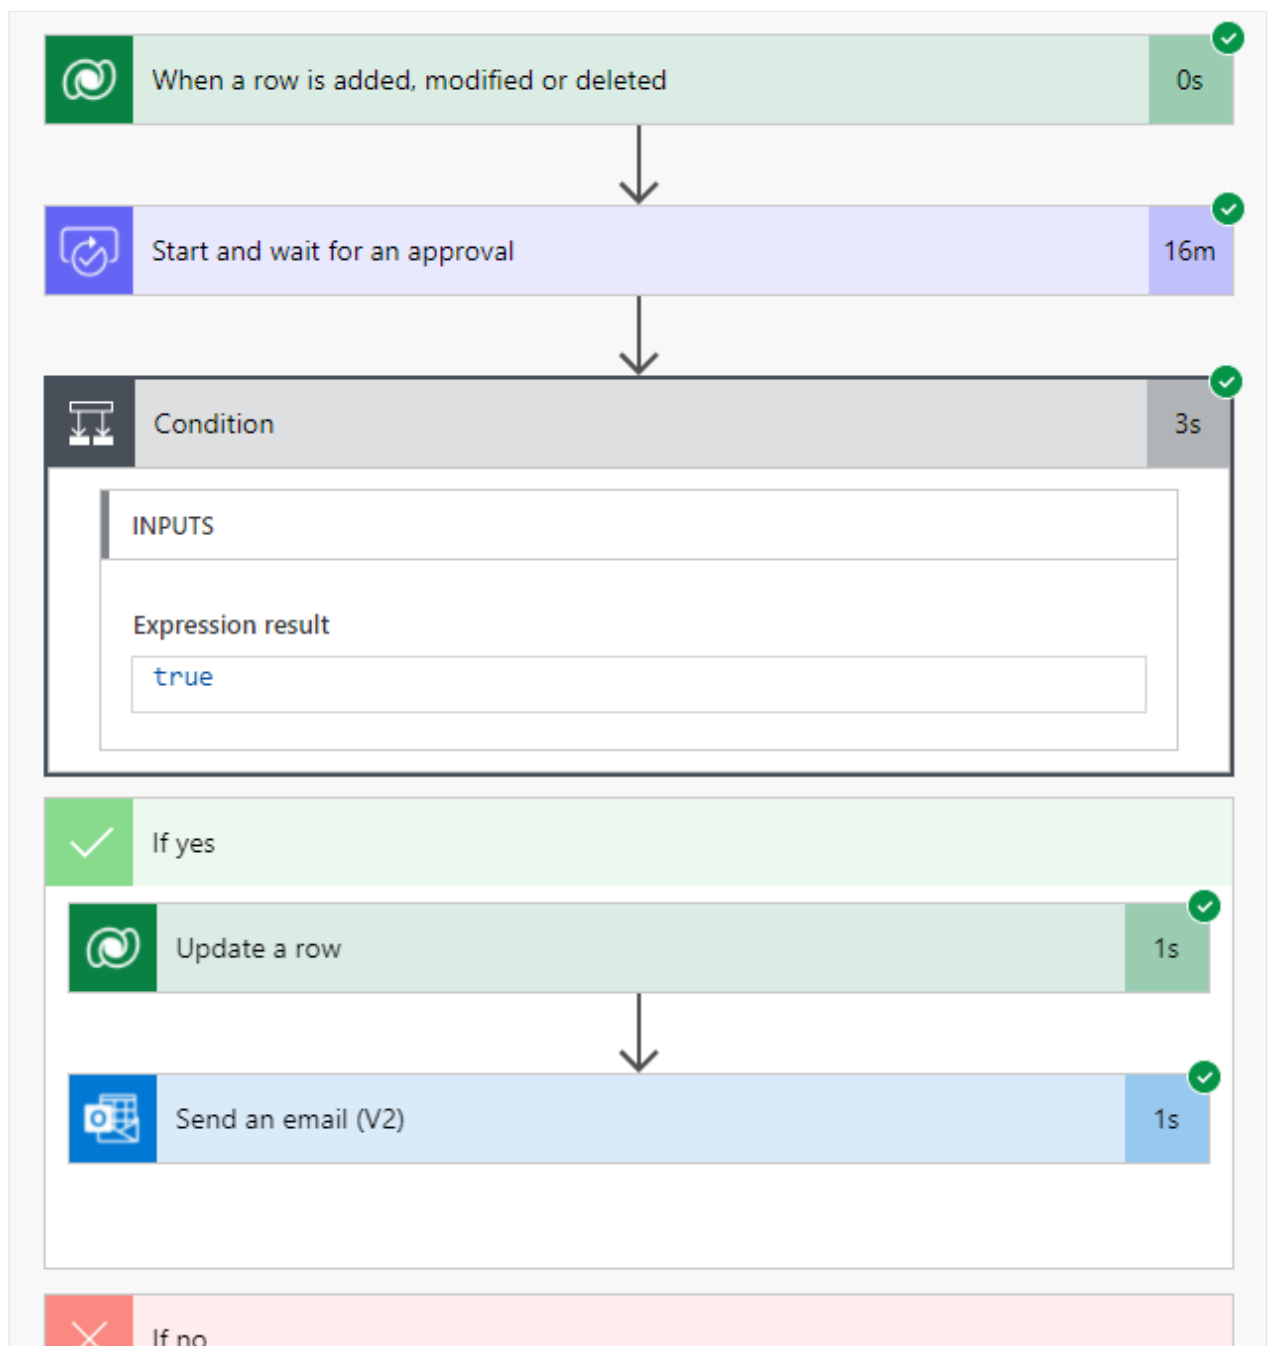 When a row is added, modified or deleted 0s
Start and wait for an approval 16m
Condition 3s
INPUTS
Expression result
true
If yes
Update a row 1s
Send an email (V2) 1s
If no